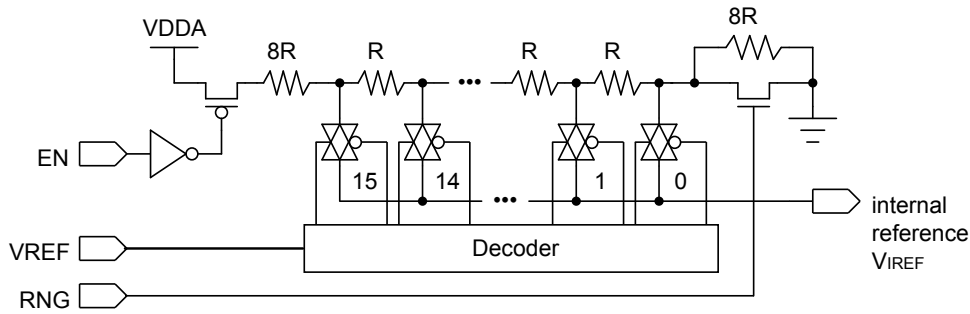 8R
VDDA
8R
R
R
R
•••
EN
15
14
1
0
•••
internal
reference
VIREF
Decoder
VREF
RNG